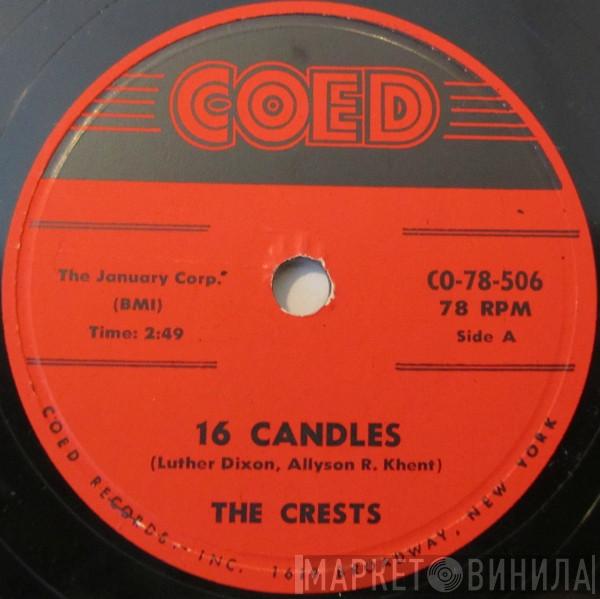 COED
The January Corp.
(BMI)
Time: 2:49
CO-78-506
78 RPM
Side A
16 CANDLES
(Luther Dixon, Allyson R. Khent)
THE CRESTS
COED RECORDS, INC. BROADWAY, NEW YORK
МАРКЕТ ВИНИЛА